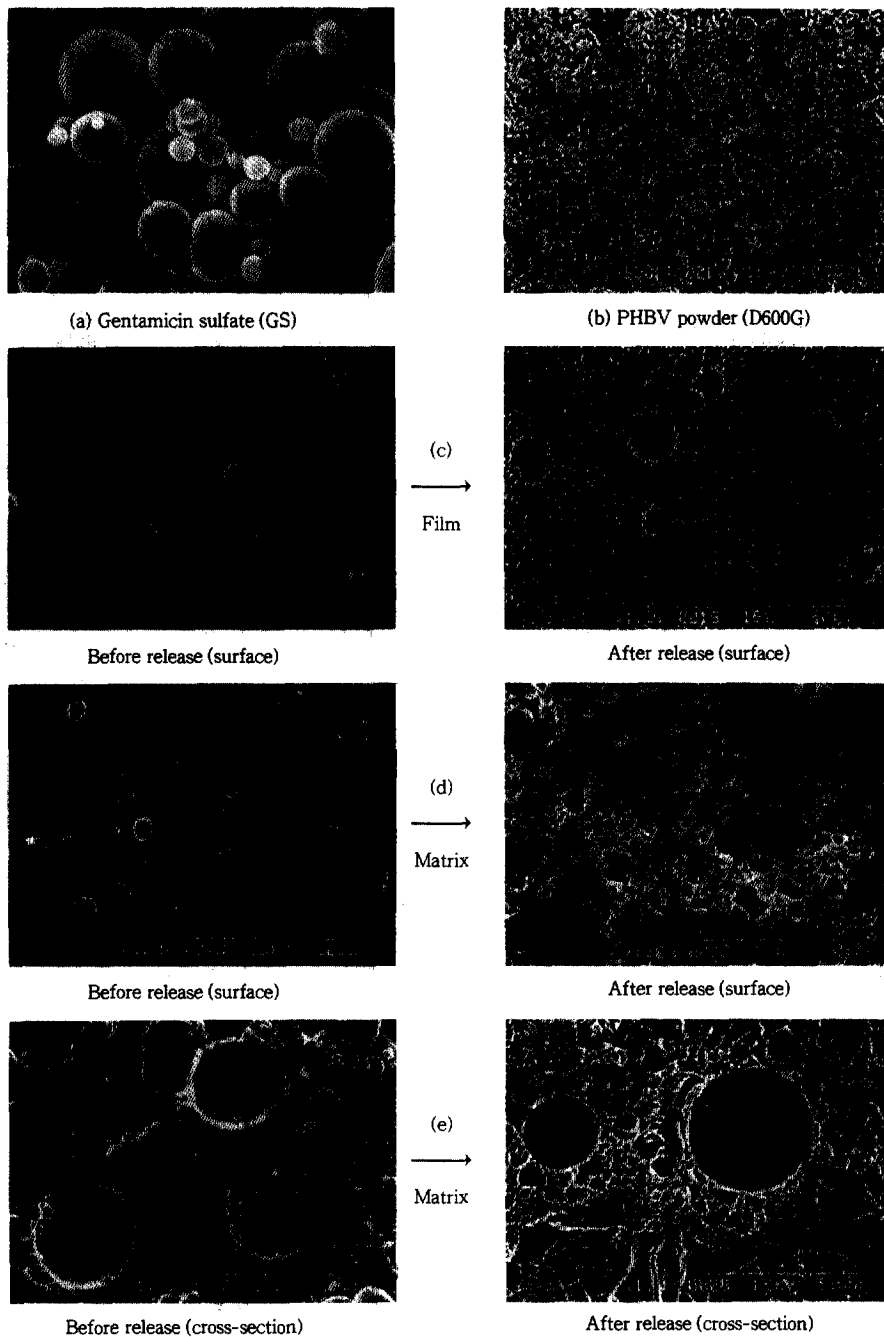 (a) Gentamicin sulfate (GS)
(b) PHBV powder (D600G)
(c)
Film
Before release (surface)
After release (surface)
(d)
Matrix
Before release (surface)
After release (surface)
(e)
Matrix
Before release (cross-section)
After release (cross-section)